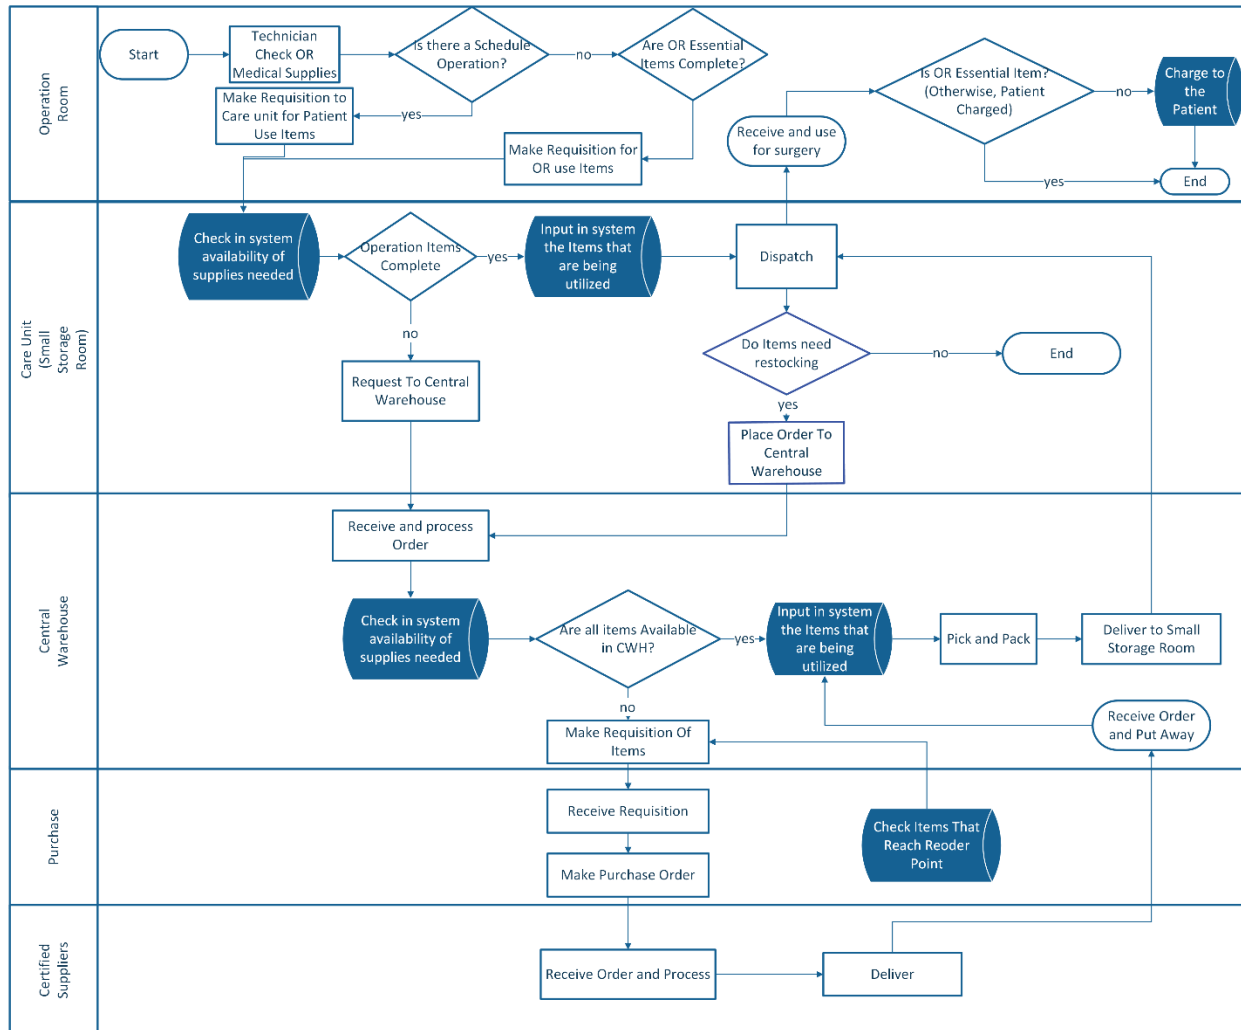 Operation
Room
Start
Technician
Check OR
Medical Supplies
Is there a Schedule
Operation?
no
Are OR Essential
Items Complete?
yes
Make Requisition to
Care unit for Patient
Use Items
Make Requisition for
OR use Items
Receive and use
for surgery
Is OR Essential Item?
(Otherwise, Patient
Charged)
no
Charge to
the
Patient
yes
End
Care Unit
(Small
Storage
Room)
Check in system
availability of
supplies needed
Operation Items
Complete
yes
Input in system
the Items that
are being
utilized
Dispatch
no
Request To Central
Warehouse
Do Items need
restocking
no
End
yes
Place Order To
Central
Warehouse
Central
Warehouse
Receive and process
Order
Check in system
availability of
supplies needed
Are all items Available
in CWH?
yes
Input in system
the Items that
are being
utilized
Pick and Pack
Deliver to Small
Storage Room
no
Make Requisition Of
Items
Receive Order
and Put Away
Purchase
Receive Requisition
Make Purchase Order
Check Items That
Reach Reoder
Point
Certified
Suppliers
Receive Order and Process
Deliver